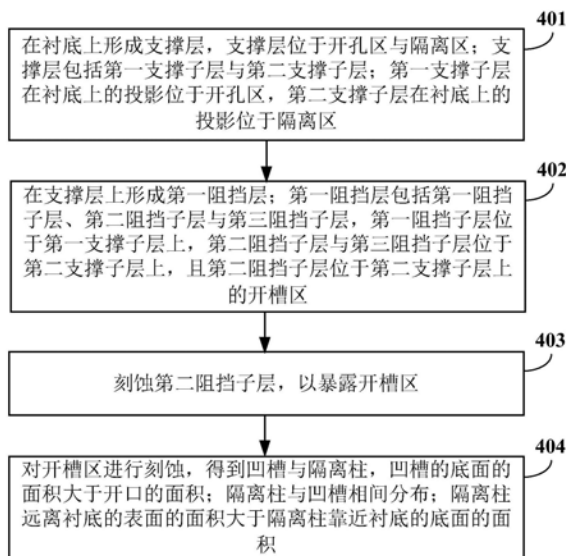 401
在衬底上形成支撑层，支撑层位于开孔区与隔离区；支
撑层包括第一支撑子层与第二支撑子层；第一支撑子层
在衬底上的投影位于开孔区，第二支撑子层在衬底上的
投影位于隔离区
402
在支撑层上形成第一阻挡层；第一阻挡层包括第一阻挡
子层、第二阻挡子层与第三阻挡子层，第一阻挡子层位
于第一支撑子层上，第二阻挡子层与第三阻挡子层位于
第二支撑子层上，且第二阻挡子层位于第二支撑子层上
的开槽区
403
刻蚀第二阻挡子层，以暴露开槽区
404
对开槽区进行刻蚀，得到凹槽与隔离柱，凹槽的底面的
面积大于开口的面积；隔离柱与凹槽相间分布；隔离柱
远离衬底的表面的面积大于隔离柱靠近衬底的底面的面
积